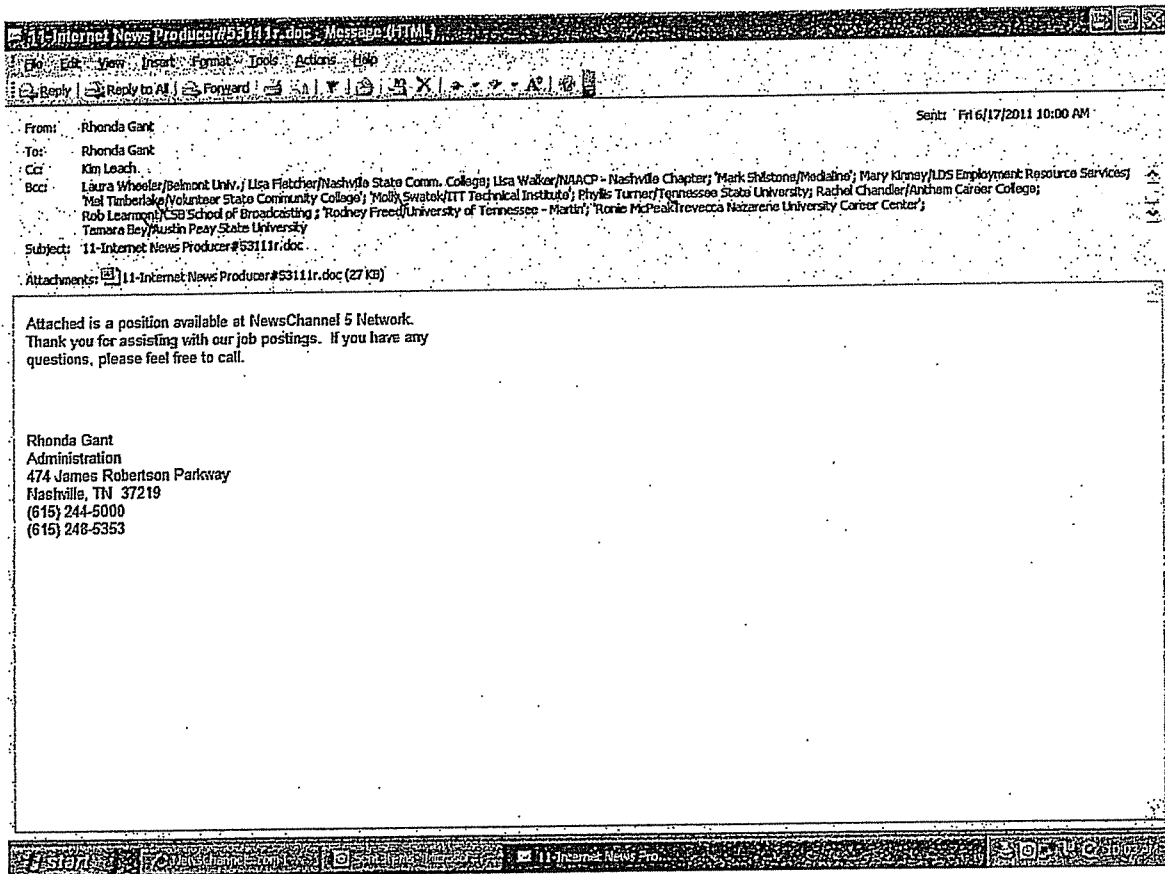 11-Internet News Producer#53111r.doc - Message (HTML)
File Edit View Insert Format Tools Actions Help
Reply Reply to All Forward
Sent: Fri 6/17/2011 10:00 AM
From: Rhonda Gant
To: Rhonda Gant
Cc: Kim Leach
Bcc: Laura Wheeler/Belmont Univ.; Lisa Fletcher/Nashville State Comm. College; Lisa Walker/NAACP - Nashville Chapter; 'Mark Shistone/Medialine'; Mary Kinney/LDS Employment Resource Services;
'Mel Timberlake/Volunteer State Community College'; 'Molly Swatek/ITT Technical Institute'; Phyllis Turner/Tennessee State University; Rachel Chandler/Anthem Career College;
Rob Learmont/CSB School of Broadcasting ; 'Rodney Freed/University of Tennessee - Martin'; 'Ronie McPeakTrevecca Nazarene University Career Center';
Tamara Bey/Austin Peay State University
Subject: 11-Internet News Producer#53111r.doc
Attachments: 11-Internet News Producer#53111r.doc (27 KB)
Attached is a position available at NewsChannel 5 Network.
Thank you for assisting with our job postings. If you have any
questions, please feel free to call.
Rhonda Gant
Administration
474 James Robertson Parkway
Nashville, TN 37219
(615) 244-5000
(615) 248-5353
start
11-Internet News Pro...